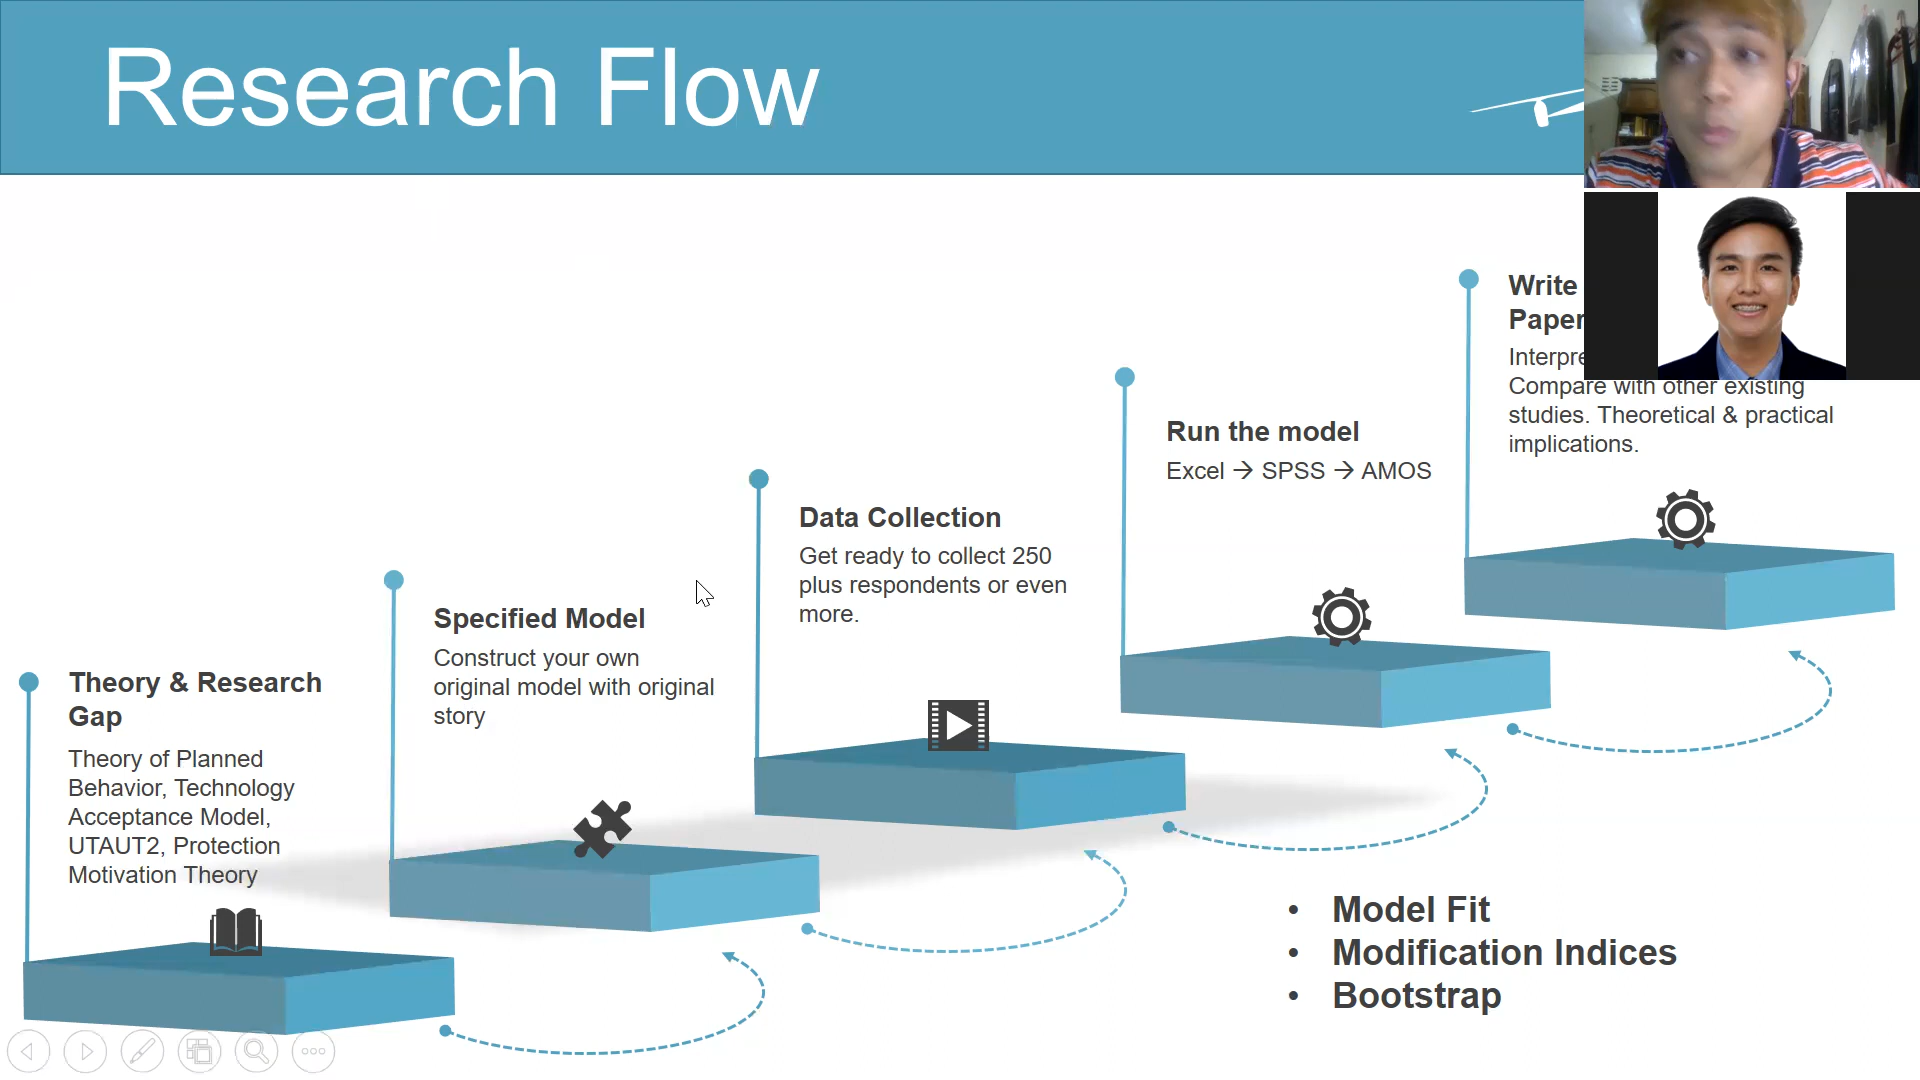 Research Flow
Theory & Research
Gap
Theory of Planned
Behavior, Technology
Acceptance Model,
UTAUT2, Protection
Motivation Theory
Specified Model
Construct your own
original model with original
story
Data Collection
Get ready to collect 250
plus respondents or even
more.
Run the model
Excel → SPSS → AMOS
Write
Paper
Compare with other existing
studies. Theoretical & practical
implications.
• Model Fit
• Modification Indices
• Bootstrap